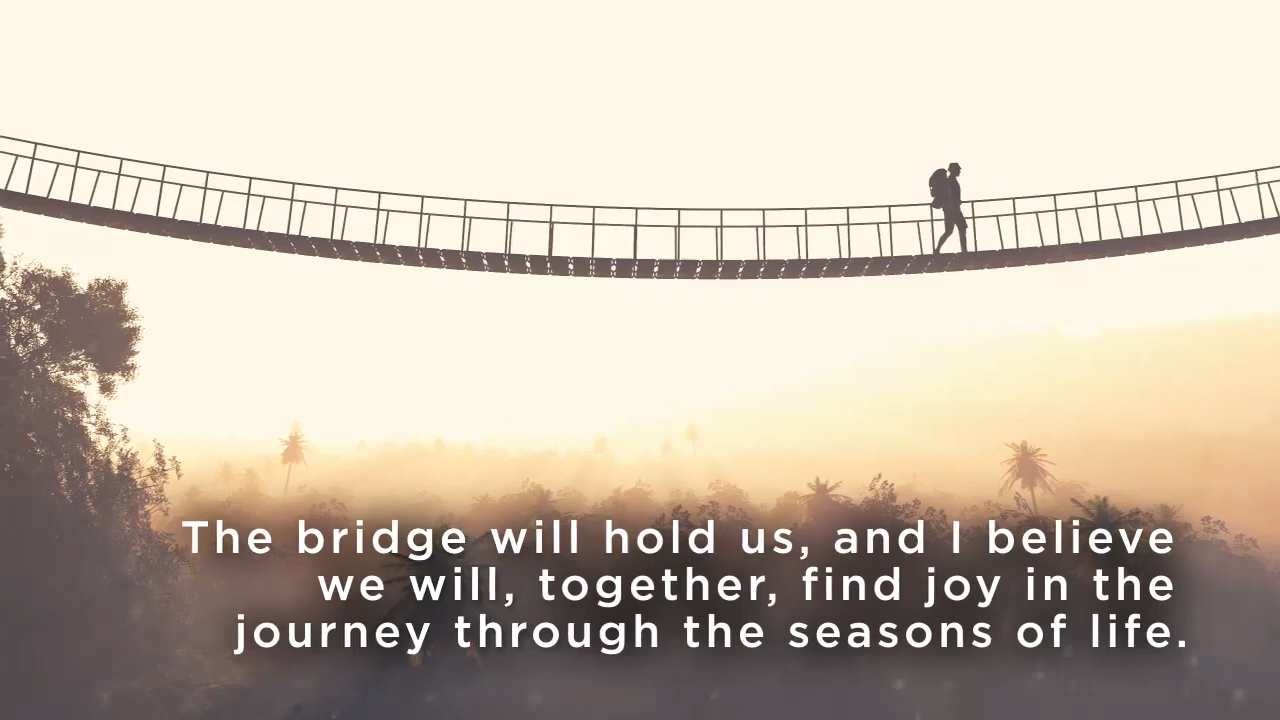 The bridge will hold us, and I believe
we will, together, find joy in the
journey through the seasons of life.